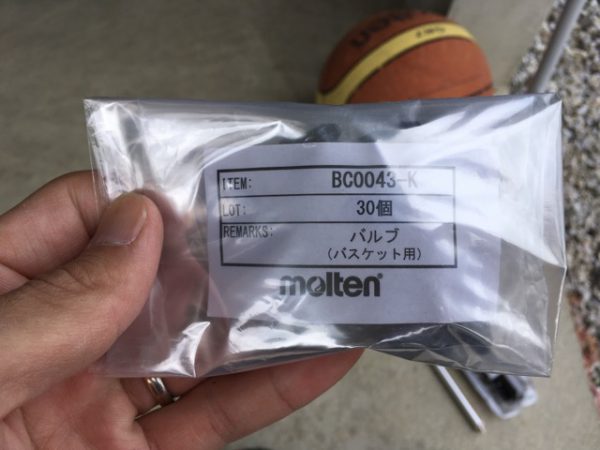 ITEM: BC0043-K
LOT: 30個
REMARKS: バルブ
(バスケット用)
molten